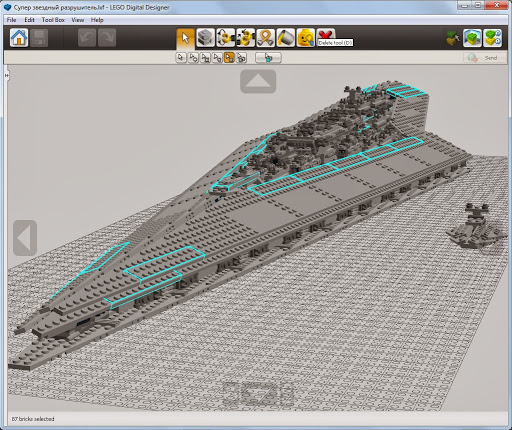 Супер звездный разрушитель.lxf - LEGO Digital Designer
File Edit Tool Box View Help
Delete tool (D)
Send
87 bricks selected